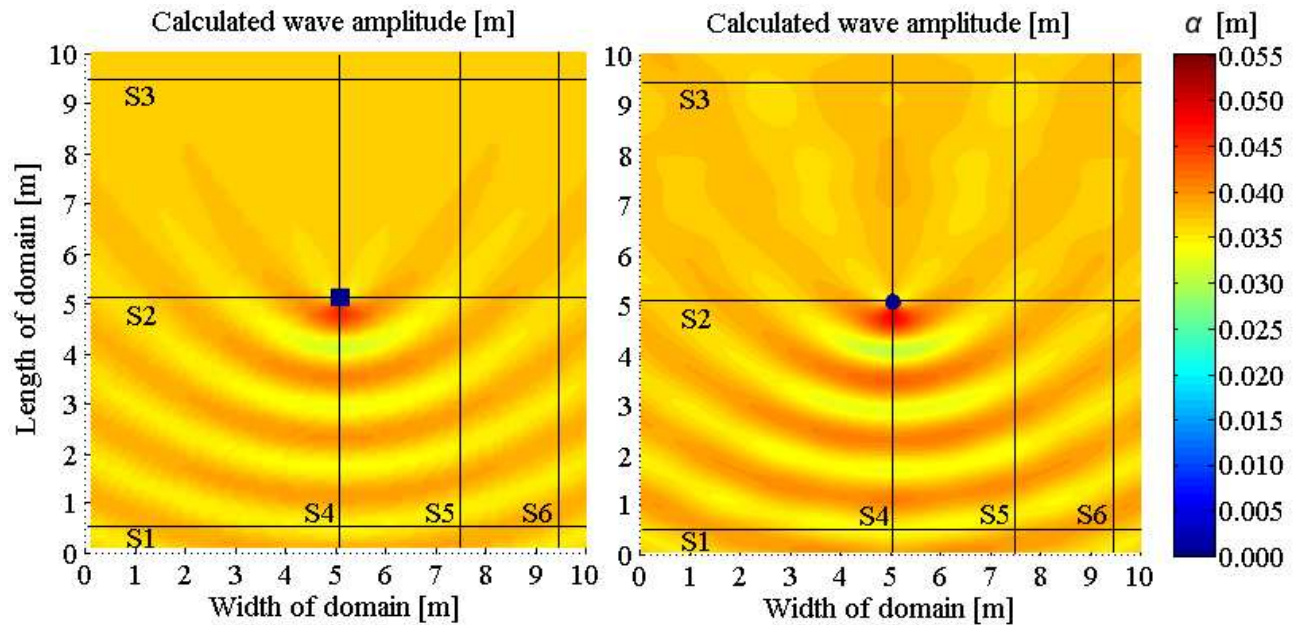 Calculated wave amplitude [m]
Calculated wave amplitude [m]
α [m]
Length of domain [m]
10
9
8
7
6
5
4
3
2
1
0
S3
S2
S4
S5
S6
S1
0 1 2 3 4 5 6 7 8 9 10
Width of domain [m]
10
9
8
7
6
5
4
3
2
1
0
S3
S2
S4
S5
S6
S1
0 1 2 3 4 5 6 7 8 9 10
Width of domain [m]
0.055
0.050
0.045
0.040
0.035
0.030
0.025
0.020
0.015
0.010
0.005
0.000